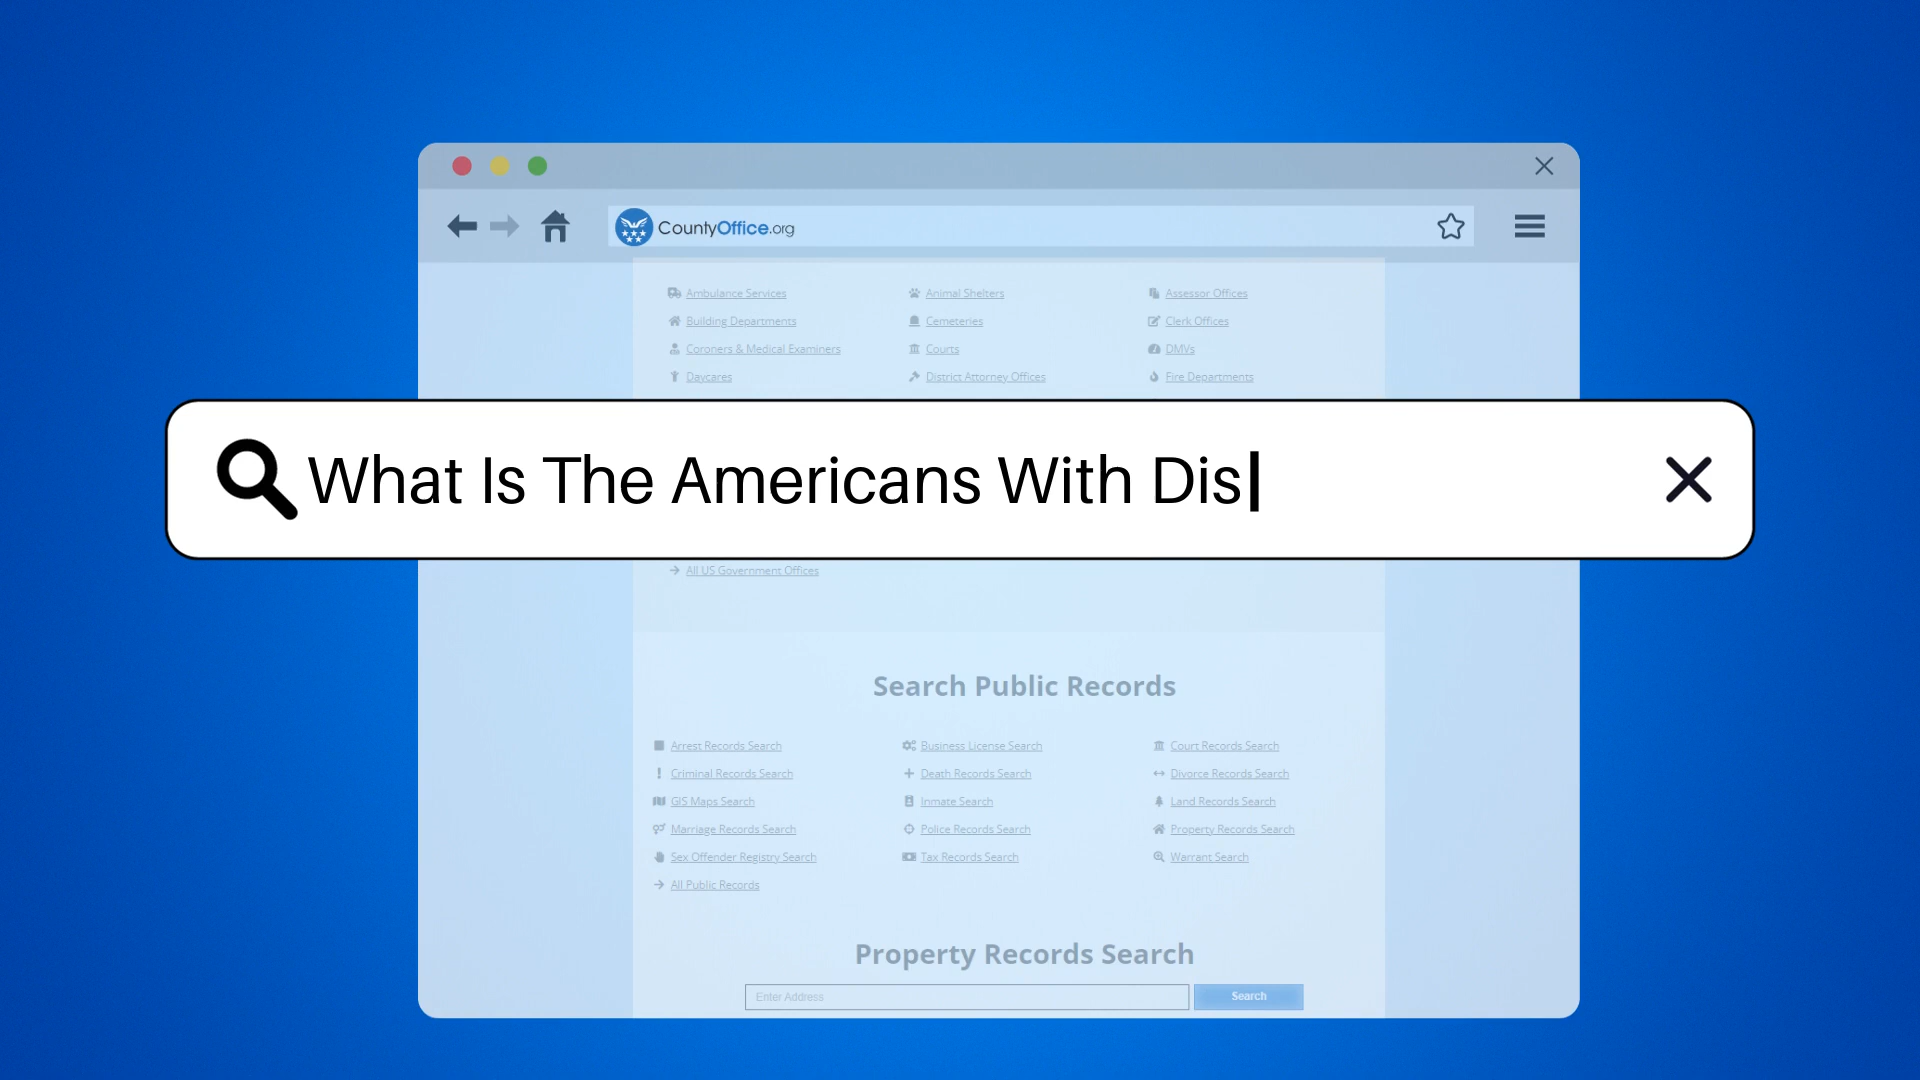 CountyOffice.org
Ambulance Services Animal Shelters Assessor Offices
Building Departments Cemeteries Clerk Offices
Coroners & Medical Examiners Courts DMVs
Daycares District Attorney Offices Fire Departments
What Is The Americans With Dis
All US Government Offices
Search Public Records
Arrest Records Search Business License Search Court Records Search
Criminal Records Search Death Records Search Divorce Records Search
GIS Maps Search Inmate Search Land Records Search
Marriage Records Search Police Records Search Property Records Search
Sex Offender Registry Search Tax Records Search Warrant Search
All Public Records
Property Records Search
Enter Address Search